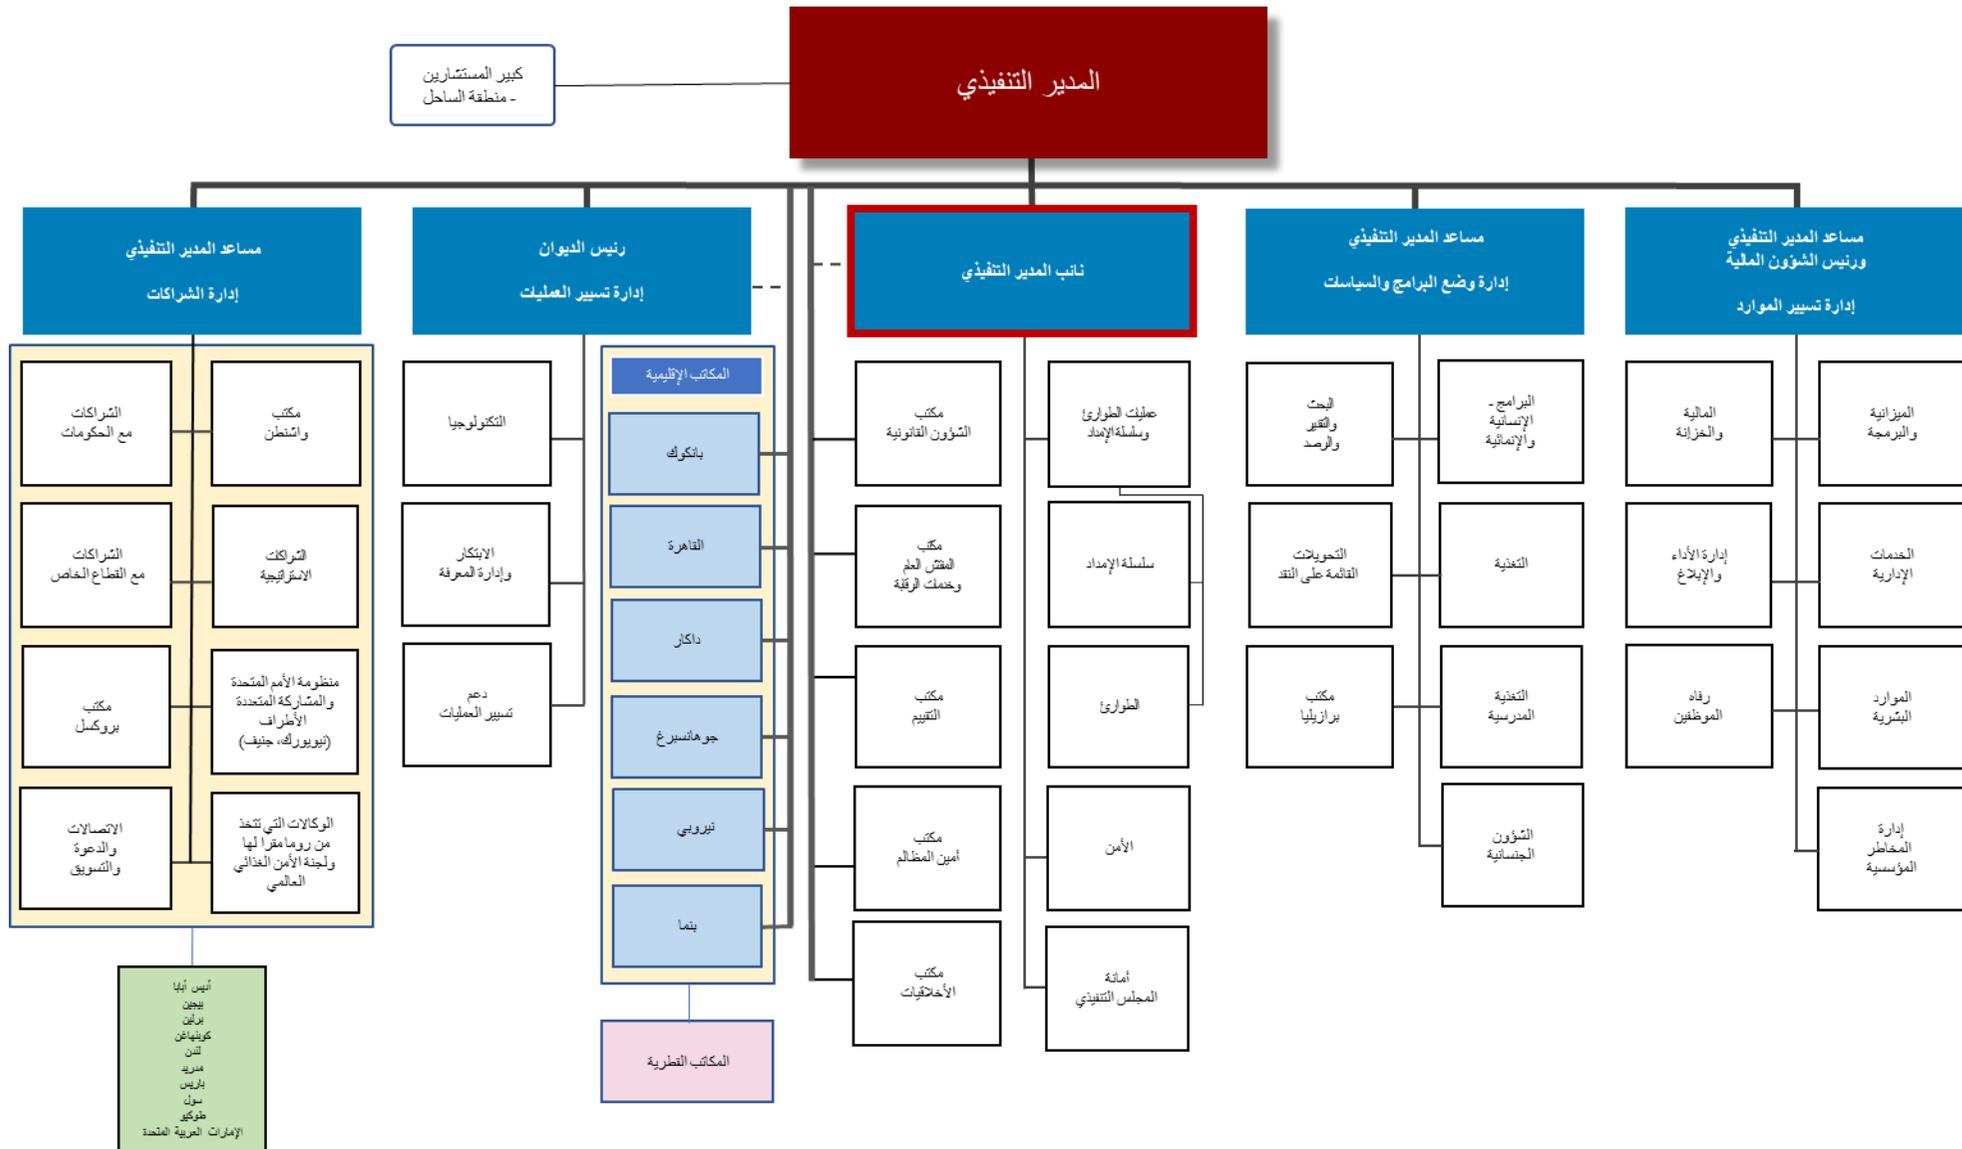 المدير التنفيذي
كبير المستشارين
- منطقة الساحل
مساعد المدير التنفيذي
ورئيس الشؤون المالية
إدارة تسيير الموارد
مساعد المدير التنفيذي
إدارة وضع البرامج والسياسات
نائب المدير التنفيذي
رئيس الديوان
إدارة تسيير العمليات
مساعد المدير التنفيذي
إدارة الشراكات
الميزانية
والبرمجة
المالية
والخزانة
الخدمات
الإدارية
إدارة الأداء
والإبلاغ
الموارد
البشرية
رفاه
الموظفين
إدارة
المخاطر
المؤسسية
البرامج -
الإنسانية
والإنمائية
البحث
والتقير
والرصد
التغذية
التحويلات
القائمة على النقد
التغذية
المدرسية
مكتب
برازيليا
الشؤون
الجنسانية
عمليات الطوارئ
وسلسلة الإمداد
مكتب
الشؤون القانونية
سلسلة الإمداد
مكتب
المفتش العام
وخدمات الرقابة
الطوارئ
مكتب
التقييم
الأمن
مكتب
أمين المظالم
أمانة
المجلس التنفيذي
مكتب
الأخلاقيات
المكاتب الإقليمية
بانكوك
القاهرة
داكار
جوهانسبرغ
نيروبي
بنما
المكاتب القطرية
التكنولوجيا
الابتكار
وإدارة المعرفة
دعم
تسيير العمليات
مكتب
واشنطن
الشراكات
مع الحكومات
الشراكات
الاستراتيجية
الشراكات
مع القطاع الخاص
منظومة الأمم المتحدة
والمشاركة المتعددة
الأطراف
(نيويورك، جنيف)
مكتب
بروكسل
الوكالات التي تتخذ
من روما مقرا لها
ولجنة الأمن الغذائي
العالمي
الاتصالات
والدعوة
والتسويق
أديس أبابا
بيجين
برلين
كوبنهاغن
لندن
مدريد
باريس
سول
طوكيو
الإمارات العربية المتحدة